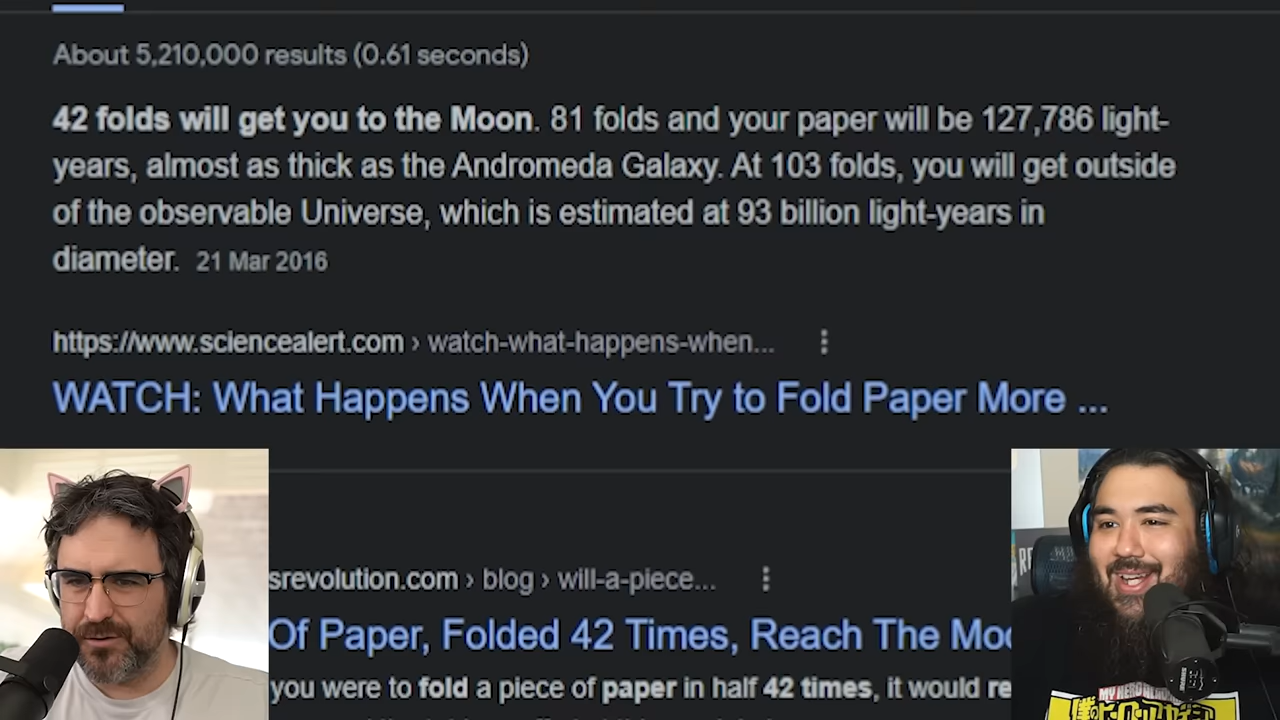 About 5,210,000 results (0.61 seconds)
42 folds will get you to the Moon. 81 folds and your paper will be 127,786 light-
years, almost as thick as the Andromeda Galaxy. At 103 folds, you will get outside
of the observable Universe, which is estimated at 93 billion light-years in
diameter. 21 Mar 2016
https://www.sciencealert.com › watch-what-happens-when...
WATCH: What Happens When You Try to Fold Paper More ...
srevolution.com › blog › will-a-piece...
Of Paper, Folded 42 Times, Reach The Moo
you were to fold a piece of paper in half 42 times, it would re
MY HERO